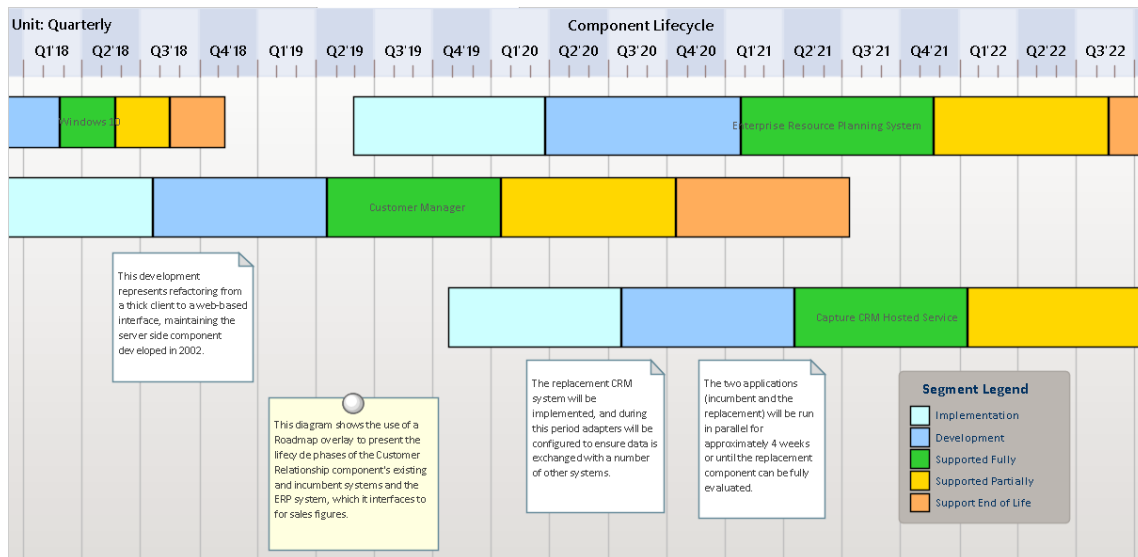 Unit: Quarterly
Component Lifecycle
Q1'18 Q2'18 Q3'18 Q4'18 Q1'19 Q2'19 Q3'19 Q4'19 Q1'20 Q2'20 Q3'20 Q4'20 Q1'21 Q2'21 Q3'21 Q4'21 Q1'22 Q2'22 Q3'22
Windows 10
Enterprise Resource Planning System
Customer Manager
This development
represents refactoring from
a thick client to a web-based
interface, maintaining the
server side component
developed in 2002.
Capture CRM Hosted Service
This diagram shows the use of a
Roadmap overlay to present the
lifecycle phases of the Customer
Relationship component's existing
and incumbent systems and the
ERP system, which it interfaces to
for sales figures.
The replacement CRM
system will be
implemented, and during
this period adapters will be
configured to ensure data is
exchanged with a number
of other systems.
The two applications
(incumbent and the
replacement) will be run
in parallel for
approximately 4 weeks
or until the replacement
component can be fully
evaluated.
Segment Legend
Implementation
Development
Supported Fully
Supported Partially
Support End of Life